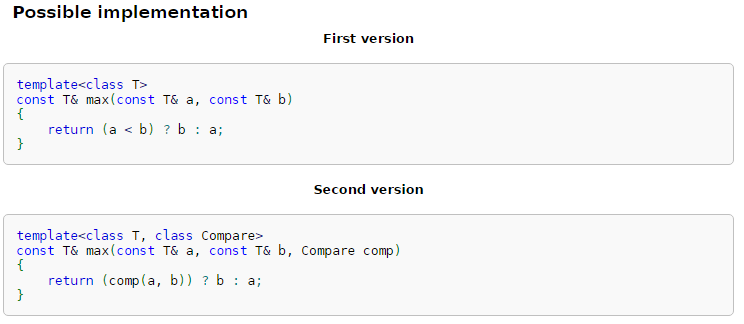 Possible implementation
First version
template<class T>
const T& max(const T& a, const T& b)
{
    return (a < b) ? b : a;
}
Second version
template<class T, class Compare>
const T& max(const T& a, const T& b, Compare comp)
{
    return (comp(a, b)) ? b : a;
}